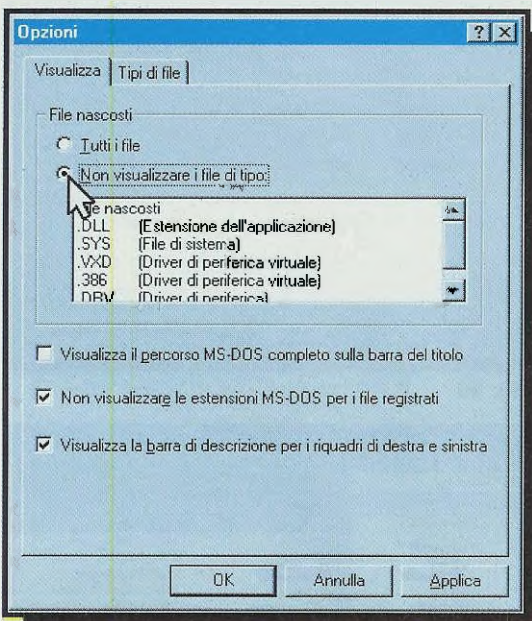 Opzioni
Visualizza
Tipi di file
File nascosti
Tutti i file
Non visualizzare i file di tipo:
File nascosti
.DLL (Estensione dell'applicazione)
.SYS (File di sistema)
.VXD (Driver di periferica virtuale)
.386 (Driver di periferica virtuale)
.DRV (Driver di periferica)
Visualizza il percorso MS-DOS completo sulla barra del titolo
Non visualizzare le estensioni MS-DOS per i file registrati
Visualizza la barra di descrizione per i riquadri di destra e sinistra
OK Annulla Applica